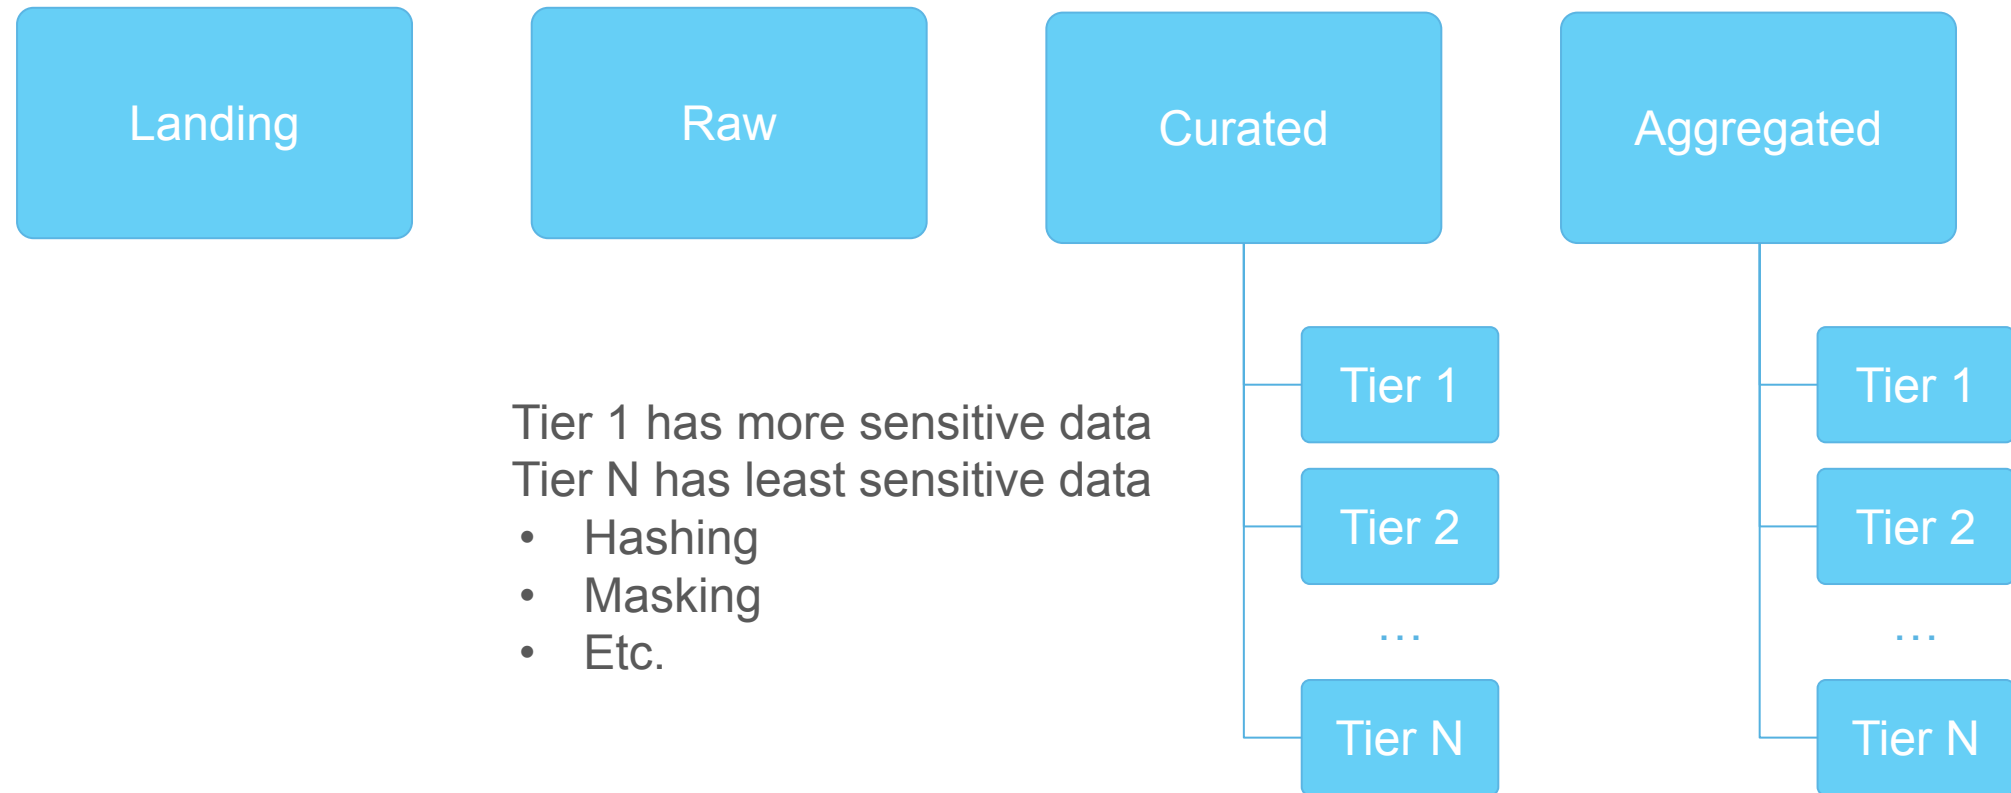 Landing
Raw
Curated
Aggregated
Tier 1 has more sensitive data
Tier N has least sensitive data
• Hashing
• Masking
• Etc.
Tier 1
Tier 2
...
Tier N
Tier 1
Tier 2
...
Tier N